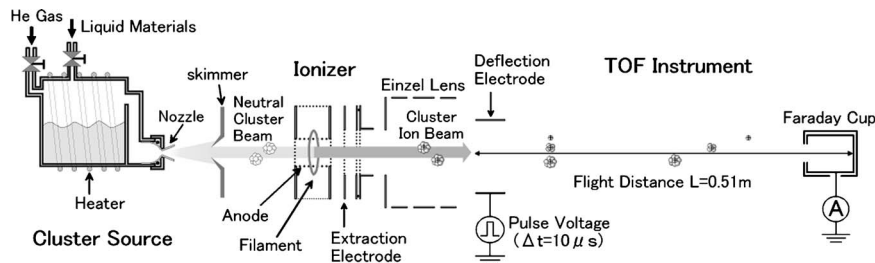 He Gas
Liquid Materials
skimmer
Nozzle
Neutral
Cluster
Beam
Ionizer
Einzel Lens
Cluster
Ion Beam
Deflection
Electrode
TOF Instrument
Faraday Cup
Flight Distance L=0.51m
A
Heater
Anode
Filament
Extraction
Electrode
Pulse Voltage
(Δt=10μs)
Cluster Source